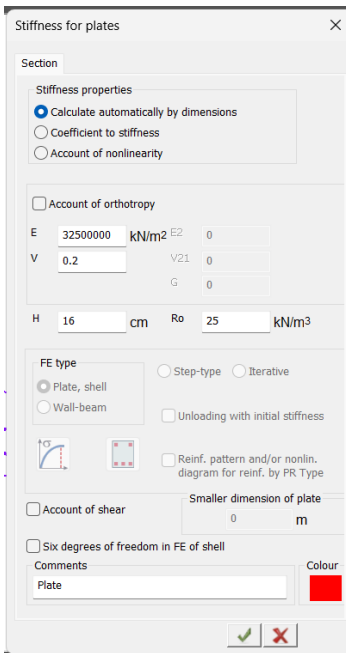 Stiffness for plates
Section
Stiffness properties
Calculate automatically by dimensions
Coefficient to stiffness
Account of nonlinearity
Account of orthotropy
E 32500000 kN/m2 E2 0
V 0.2 V21 0
G 0
H 16 cm Ro 25 kN/m3
FE type
Step-type Iterative
Plate, shell
Wall-beam
Unloading with initial stiffness
σ
Reinf. pattern and/or nonlin.
diagram for reinf. by PR Type
Smaller dimension of plate
Account of shear
0 m
Six degrees of freedom in FE of shell
Comments Colour
Plate